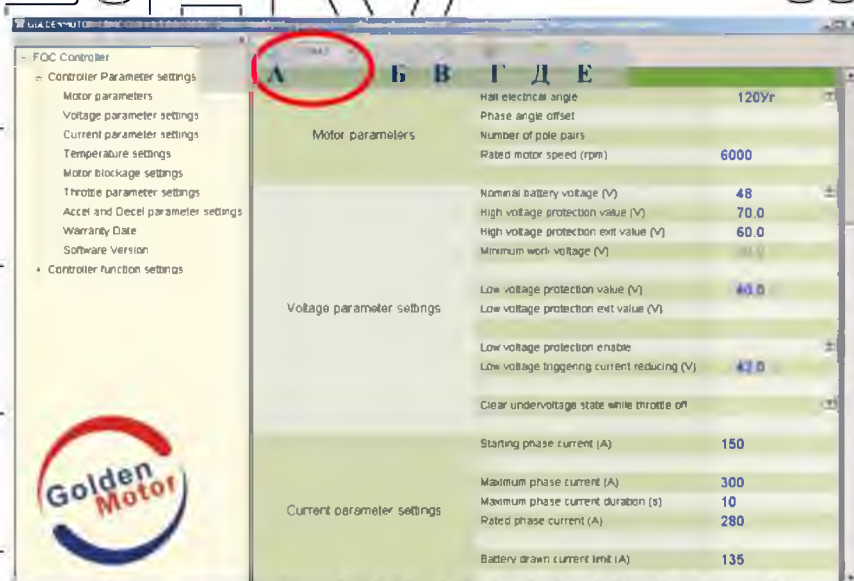 - FOC Controller
- Controller Parameter settings
Motor parameters
Voltage parameter settings
Current parameter settings
Temperature settings
Motor blockage settings
Throttle parameter settings
Accel and Decel parameter settings
Warranty Date
Software Version
+ Controller function settings
Golden
Motor
А Б В Г Д Е
Motor parameters
Hall electrical angle 120Уг
Phase angle offset
Number of pole pairs
Rated motor speed (rpm) 6000
Voltage parameter settings
Nominal battery voltage (V) 48
High voltage protection value (V) 70.0
High voltage protection exit value (V) 60.0
Minimum work voltage (V)
Low voltage protection value (V) 40.0
Low voltage protection exit value (V)
Low voltage protection enable
Low voltage triggering current reducing (V) 42.0
Clear undervoltage state while throttle off
Current parameter settings
Starting phase current (A) 150
Maximum phase current (A) 300
Maximum phase current duration (s) 10
Rated phase current (A) 280
Battery drawn current limit (A) 135